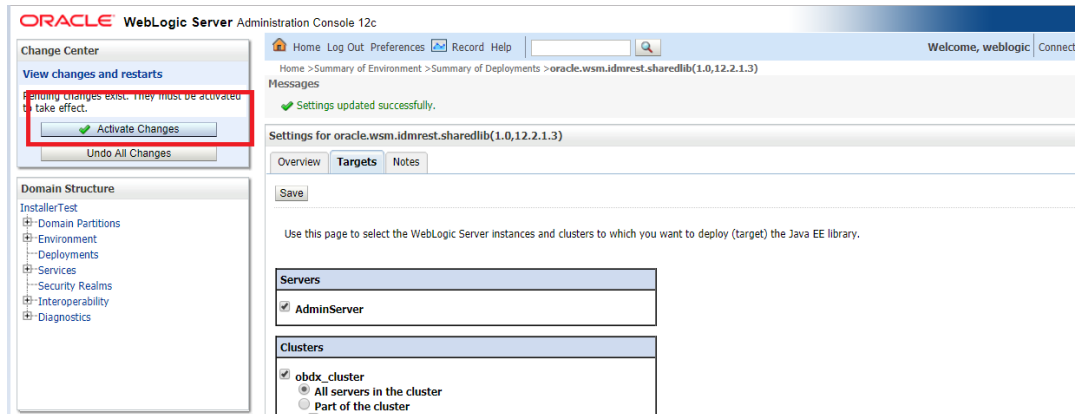 ORACLE WebLogic Server Administration Console 12c
Change Center
View changes and restarts
Pending changes exist. They must be activated
to take effect.
Activate Changes
Undo All Changes
Domain Structure
InstallerTest
Domain Partitions
Environment
Deployments
Services
Security Realms
Interoperability
Diagnostics
Home Log Out Preferences Record Help
Welcome, weblogic Connect
Home >Summary of Environment >Summary of Deployments >oracle.wsm.idmrest.sharedlib(1.0,12.2.1.3)
Messages
Settings updated successfully.
Settings for oracle.wsm.idmrest.sharedlib(1.0,12.2.1.3)
Overview Targets Notes
Save
Use this page to select the WebLogic Server instances and clusters to which you want to deploy (target) the Java EE library.
Servers
AdminServer
Clusters
obdx_cluster
All servers in the cluster
Part of the cluster